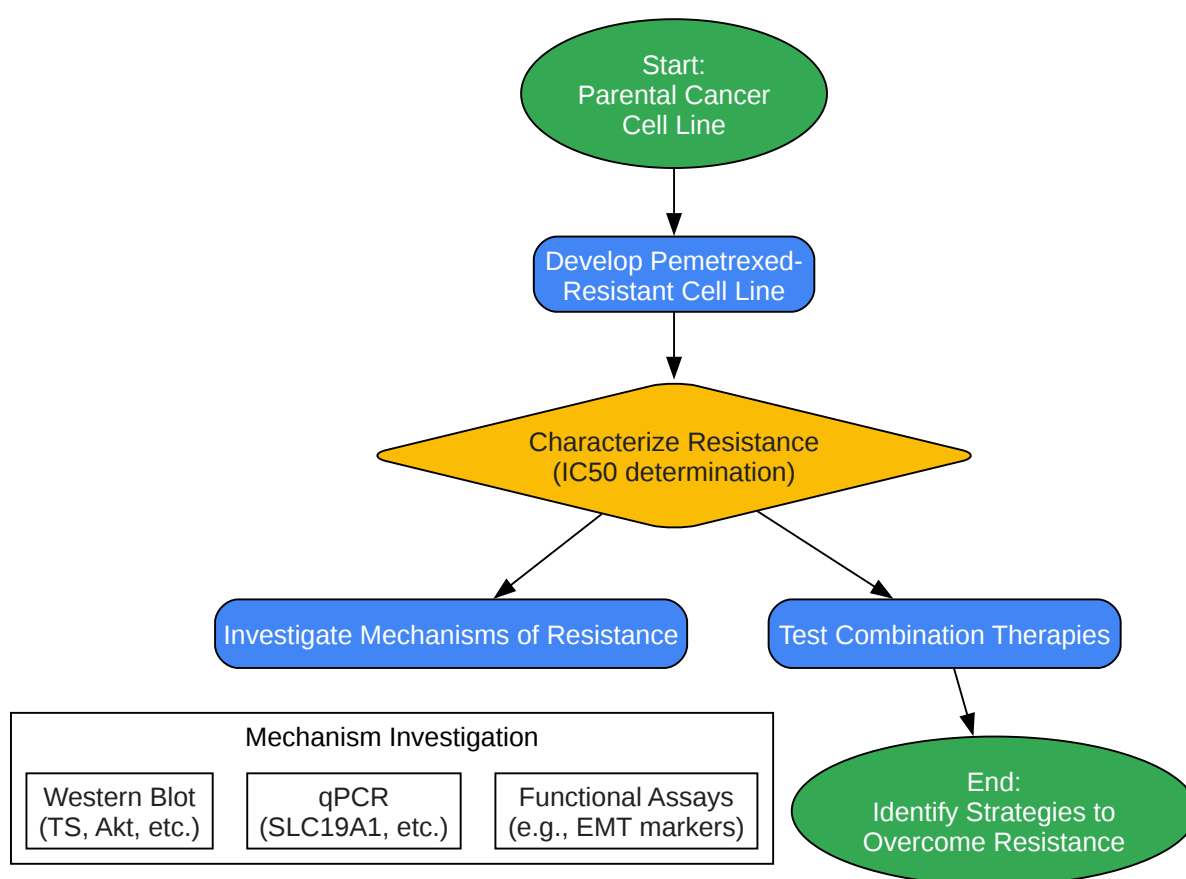 Start:
Parental Cancer
Cell Line
Develop Pemetrexed-
Resistant Cell Line
Characterize Resistance
(IC50 determination)
Investigate Mechanisms of Resistance
Test Combination Therapies
Mechanism Investigation
Western Blot
(TS, Akt, etc.)
qPCR
(SLC19A1, etc.)
Functional Assays
(e.g., EMT markers)
End:
Identify Strategies to
Overcome Resistance